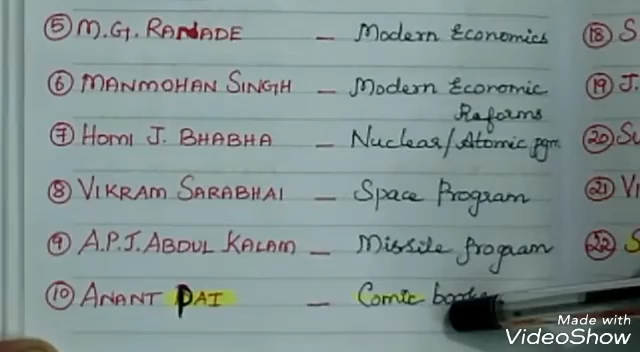 ⑤ M.G. RANADE – Modern Economics
⑥ MANMOHAN SINGH – Modern Economic
Reforms
⑦ HOMI J. BHABHA – Nuclear/Atomic pgm
⑧ VIKRAM SARABHAI – Space Program
⑨ A.P.J. ABDUL KALAM – Missile program
⑩ ANANT PAI – Comic
⑱ S
⑲ J.
⑳
㉑ VI
㉒ S
Made with
VideoShow